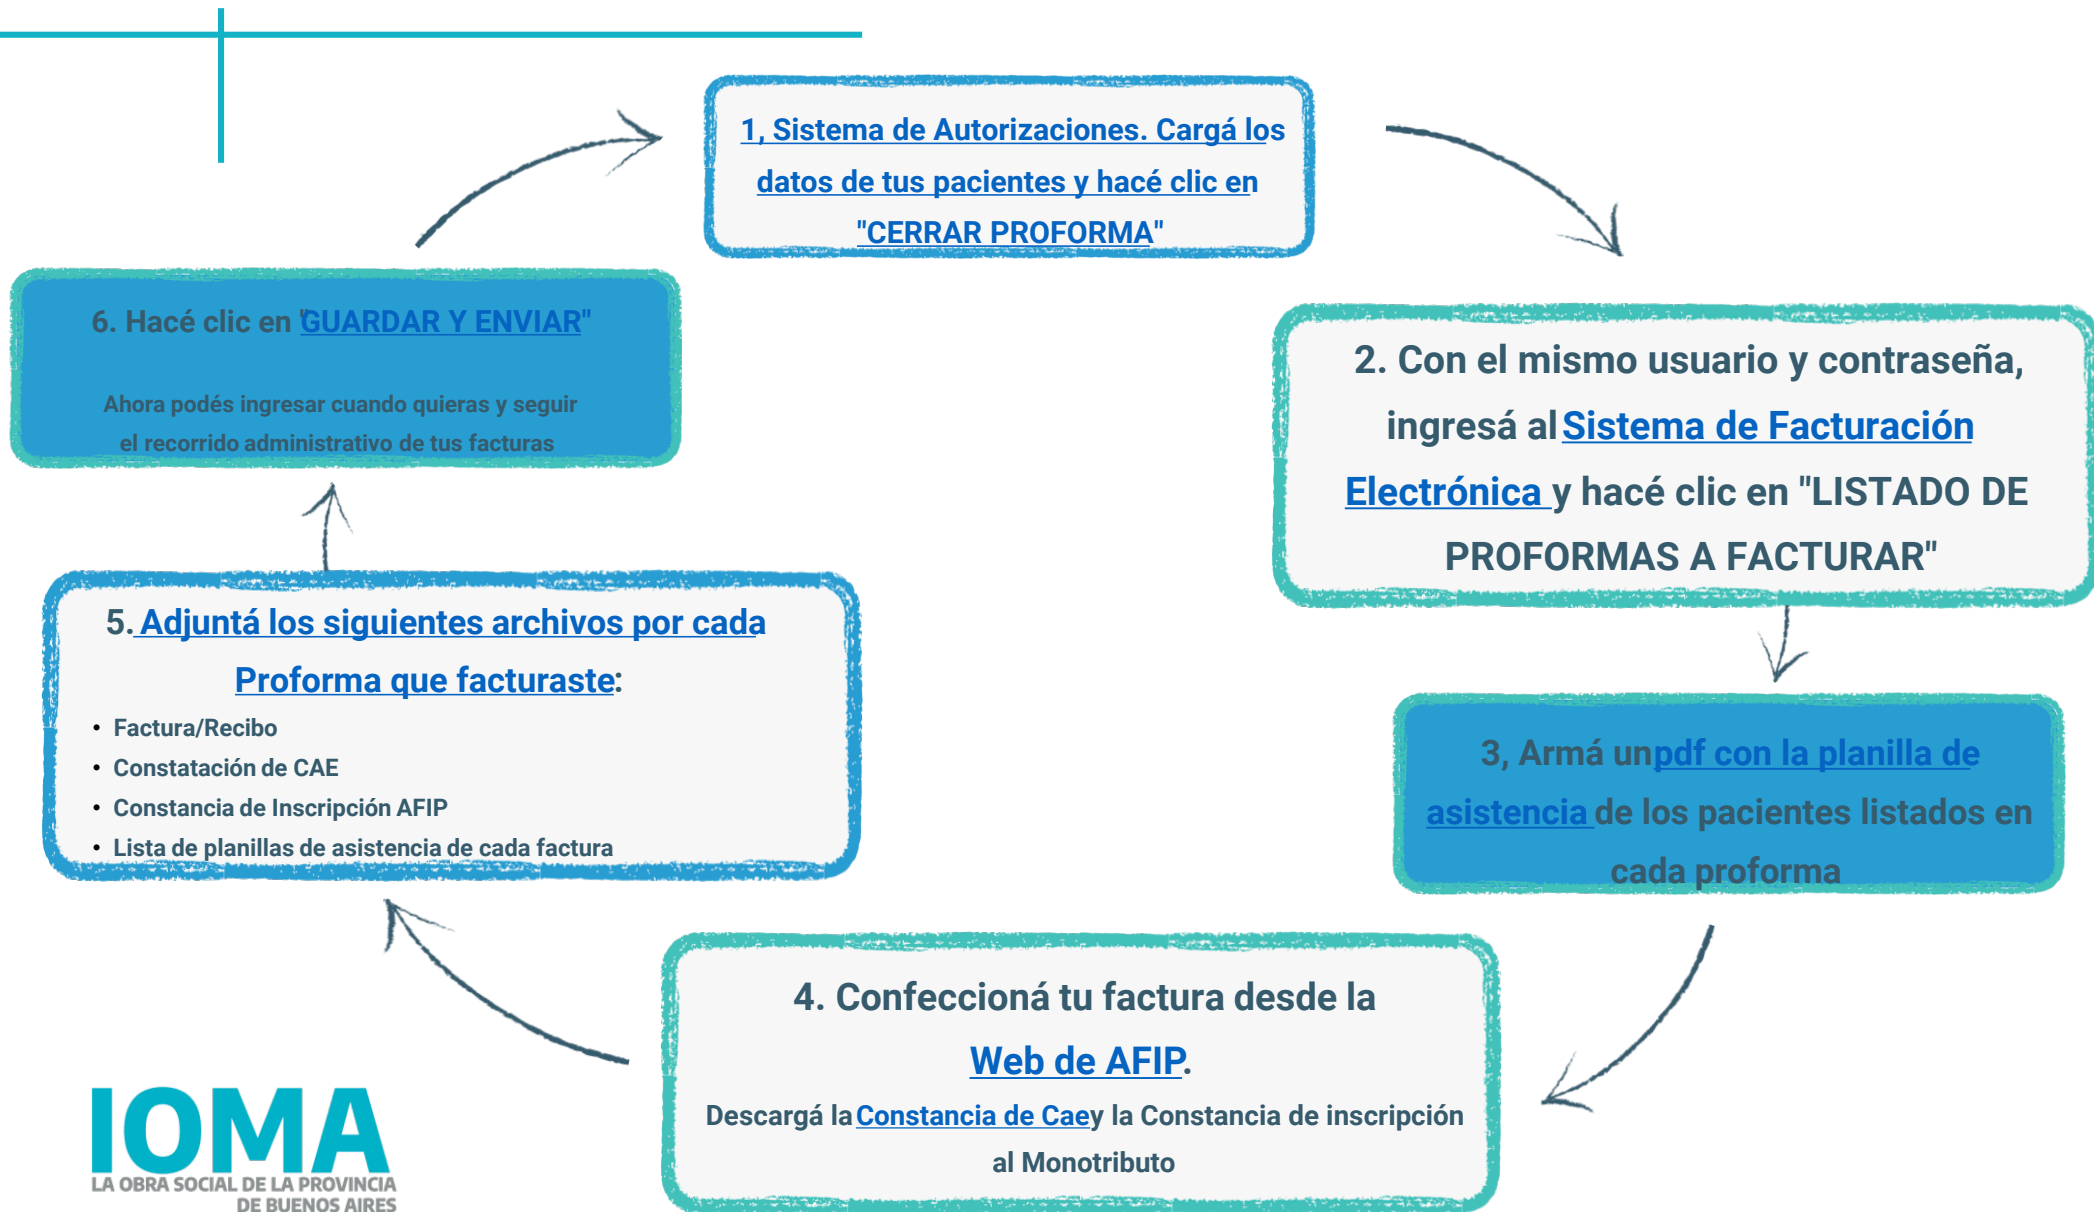 1, Sistema de Autorizaciones. Cargá los
datos de tus pacientes y hacé clic en
"CERRAR PROFORMA"
2. Con el mismo usuario y contraseña,
ingresá al Sistema de Facturación
Electrónica y hacé clic en "LISTADO DE
PROFORMAS A FACTURAR"
3, Armá un pdf con la planilla de
asistencia de los pacientes listados en
cada proforma
4. Confeccioná tu factura desde la
Web de AFIP.
Descargá la Constancia de Cae y la Constancia de inscripción
al Monotributo
5. Adjuntá los siguientes archivos por cada
Proforma que facturaste:
• Factura/Recibo
• Constatación de CAE
• Constancia de Inscripción AFIP
• Lista de planillas de asistencia de cada factura
6. Hacé clic en "GUARDAR Y ENVIAR"
Ahora podés ingresar cuando quieras y seguir
el recorrido administrativo de tus facturas
IOMA
LA OBRA SOCIAL DE LA PROVINCIA
DE BUENOS AIRES